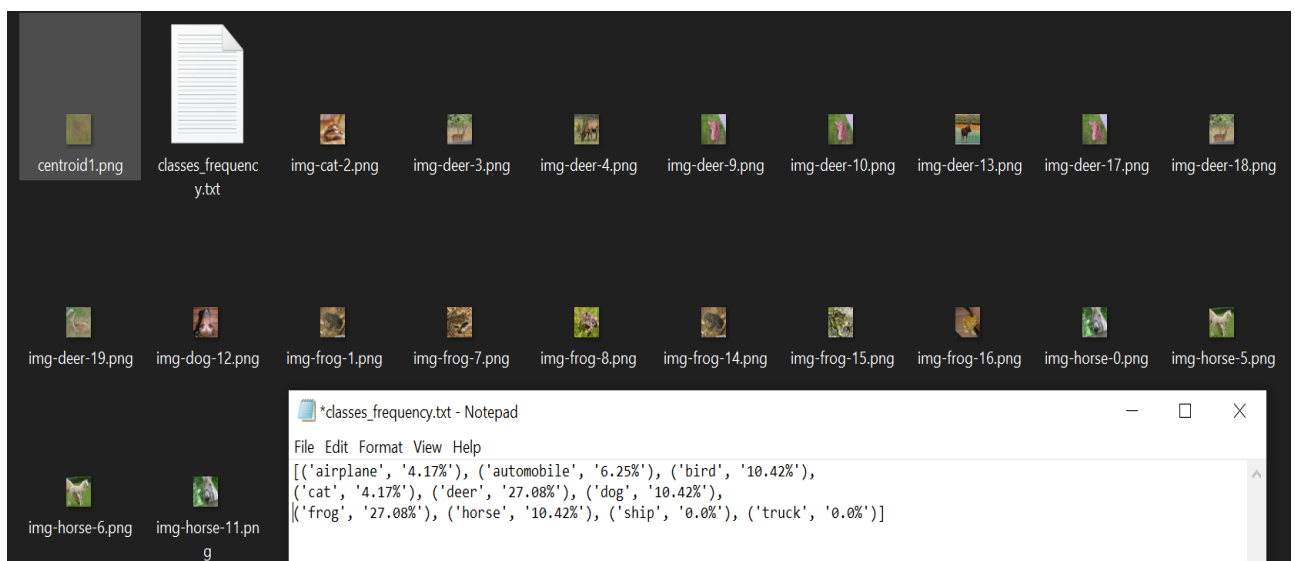 centroid1.png
classes_frequenc
y.txt
img-cat-2.png
img-deer-3.png
img-deer-4.png
img-deer-9.png
img-deer-10.png
img-deer-13.png
img-deer-17.png
img-deer-18.png
img-deer-19.png
img-dog-12.png
img-frog-1.png
img-frog-7.png
img-frog-8.png
img-frog-14.png
img-frog-15.png
img-frog-16.png
img-horse-0.png
img-horse-5.png
img-horse-6.png
img-horse-11.pn
g
*classes_frequency.txt - Notepad
File Edit Format View Help
[('airplane', '4.17%'), ('automobile', '6.25%'), ('bird', '10.42%'),
('cat', '4.17%'), ('deer', '27.08%'), ('dog', '10.42%'),
('frog', '27.08%'), ('horse', '10.42%'), ('ship', '0.0%'), ('truck', '0.0%')]